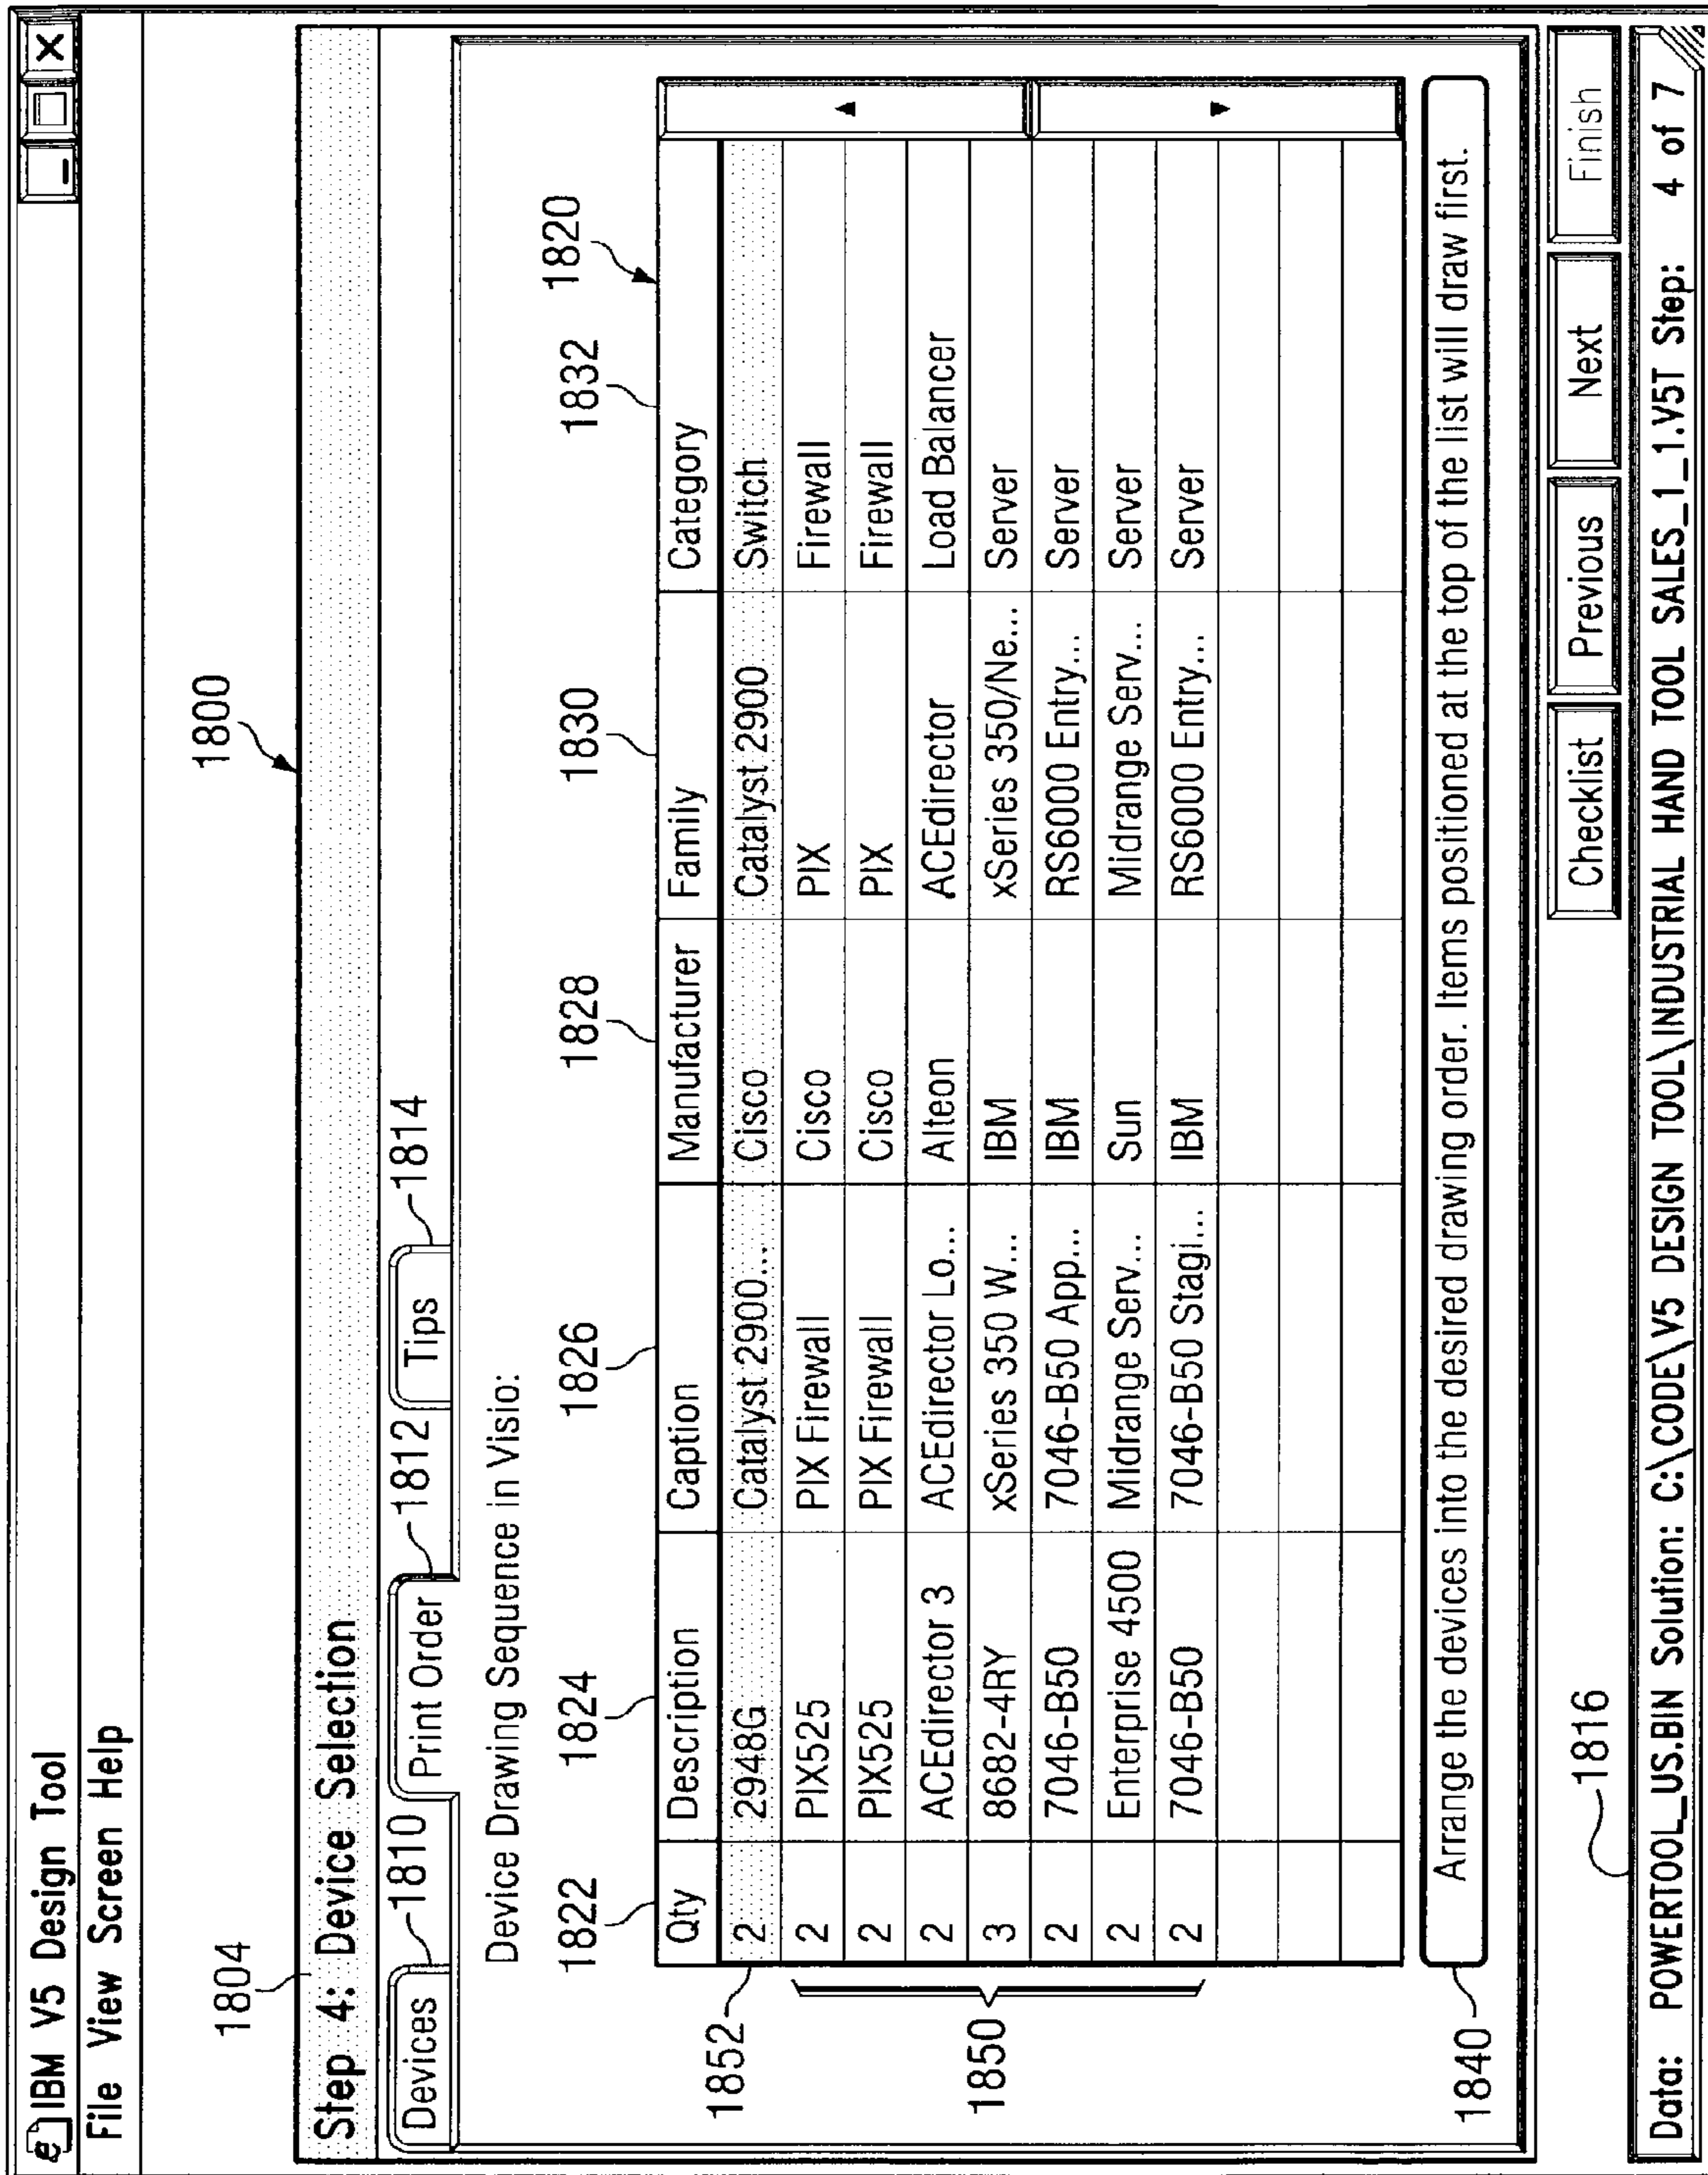 IBM V5 Design Tool
File View Screen Help
1800
1804
Step 4: Device Selection
Devices 1810 Print Order 1812 Tips 1814
Device Drawing Sequence in Visio:
1822 1824 1826 1828 1830 1832 1820
Qty Description Caption Manufacturer Family Category
1852 2 2948G Catalyst 2900... Cisco Catalyst 2900 Switch
2 PIX525 PIX Firewall Cisco PIX Firewall
2 PIX525 PIX Firewall Cisco PIX Firewall
2 ACEdirector 3 ACEdirector Lo... Alteon ACEdirector Load Balancer
1850 3 8682-4RY xSeries 350 W... IBM xSeries 350/Ne... Server
2 7046-B50 7046-B50 App... IBM RS6000 Entry... Server
2 Enterprise 4500 Midrange Serv... Sun Midrange Serv... Server
2 7046-B50 7046-B50 Stagi... IBM RS6000 Entry... Server
1840 Arrange the devices into the desired drawing order. Items positioned at the top of the list will draw first.
Checklist Previous Next Finish
1816
Data: POWERTOOL_US.BIN Solution: C:\CODE\V5 DESIGN TOOL\INDUSTRIAL HAND TOOL SALES_1_1.V5T Step: 4 of 7